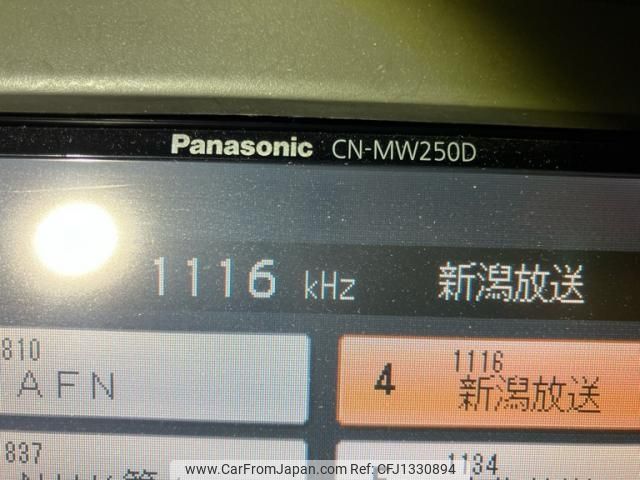 Panasonic CN-MW250D
1116 kHz 新潟放送
810
AFN
4 1116
新潟放送
837
1134
www.CarFromJapan.com Ref:CFJ1330894